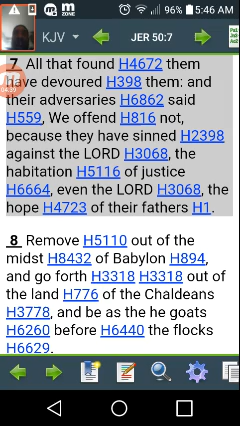 96% 5:46 AM
ZONE
KJV JER 50:7
7 All that found H4672 them
have devoured H398 them: and
their adversaries H6862 said
H559, We offend H816 not,
because they have sinned H2398
against the LORD H3068, the
habitation H5116 of justice
H6664, even the LORD H3068, the
hope H4723 of their fathers H1.
8 Remove H5110 out of the
midst H8432 of Babylon H894,
and go forth H3318 H3318 out of
the land H776 of the Chaldeans
H3778, and be as the he goats
H6260 before H6440 the flocks
H6629.